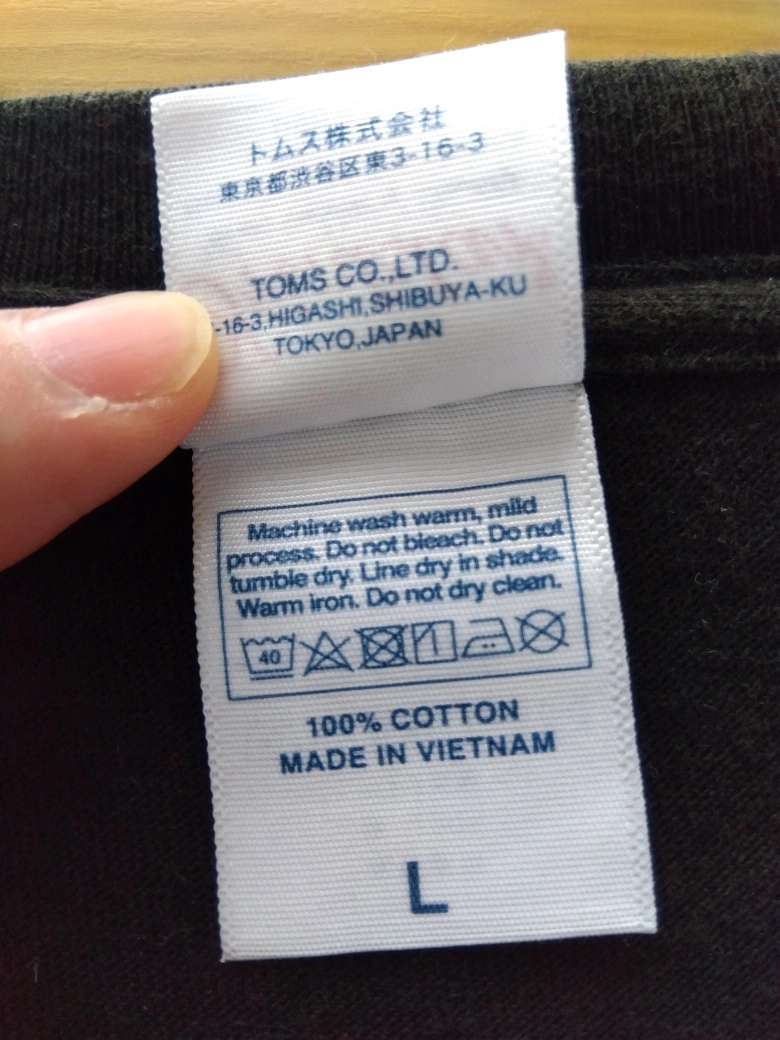 トムス株式会社
東京都渋谷区東3-16-3
TOMS CO.,LTD.
-16-3,HIGASHI,SHIBUYA-KU
TOKYO,JAPAN
Machine wash warm, mild
process. Do not bleach. Do not
tumble dry. Line dry in shade.
Warm iron. Do not dry clean.
40
100% COTTON
MADE IN VIETNAM
L